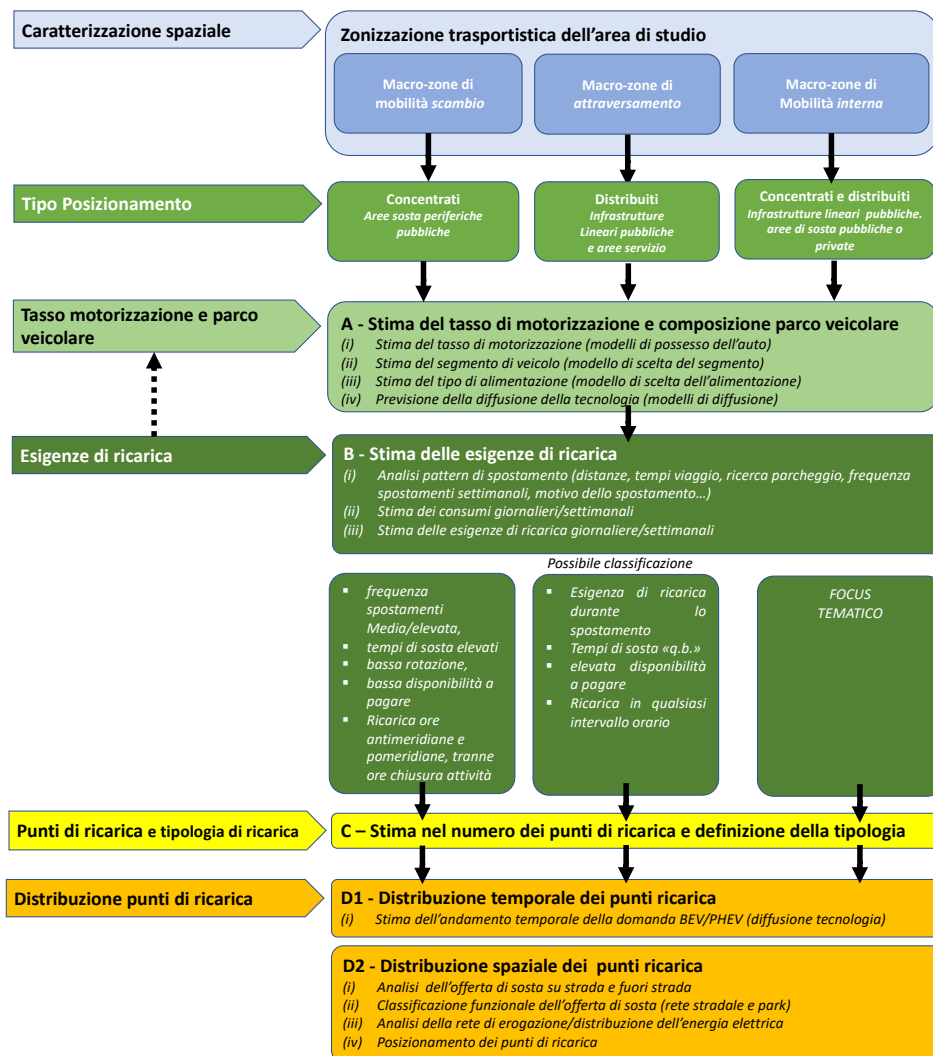 Caratterizzazione spaziale
Zonizzazione trasportistica dell'area di studio
Macro-zone di
mobilità scambio
Macro-zone di
attraversamento
Macro-zone di
Mobilità interna
Tipo Posizionamento
Concentrati
Aree sosta periferiche
pubbliche
Distribuiti
Infrastrutture
Lineari pubbliche
e aree servizio
Concentrati e distribuiti
Infrastrutture lineari pubbliche.
aree di sosta pubbliche o
private
Tasso motorizzazione e parco
veicolare
A - Stima del tasso di motorizzazione e composizione parco veicolare
(i) Stima del tasso di motorizzazione (modelli di possesso dell'auto)
(ii) Stima del segmento di veicolo (modello di scelta del segmento)
(iii) Stima del tipo di alimentazione (modello di scelta dell'alimentazione)
(iv) Previsione della diffusione della tecnologia (modelli di diffusione)
Esigenze di ricarica
B - Stima delle esigenze di ricarica
(i) Analisi pattern di spostamento (distanze, tempi viaggio, ricerca parcheggio, frequenza
spostamenti settimanali, motivo dello spostamento…)
(ii) Stima dei consumi giornalieri/settimanali
(iii) Stima delle esigenze di ricarica giornaliere/settimanali
Possibile classificazione
▪ frequenza
spostamenti
Media/elevata,
▪ tempi di sosta elevati
▪ bassa rotazione,
▪ bassa disponibilità a
pagare
▪ Ricarica ore
antimeridiane e
pomeridiane, tranne
ore chiusura attività
▪ Esigenza di ricarica
durante lo
spostamento
▪ Tempi di sosta «q.b.»
▪ elevata disponibilità
a pagare
▪ Ricarica in qualsiasi
intervallo orario
FOCUS
TEMATICO
Punti di ricarica e tipologia di ricarica
C – Stima nel numero dei punti di ricarica e definizione della tipologia
Distribuzione punti di ricarica
D1 - Distribuzione temporale dei punti ricarica
(i) Stima dell'andamento temporale della domanda BEV/PHEV (diffusione tecnologia)
D2 - Distribuzione spaziale dei punti ricarica
(i) Analisi dell'offerta di sosta su strada e fuori strada
(ii) Classificazione funzionale dell'offerta di sosta (rete stradale e park)
(iii) Analisi della rete di erogazione/distribuzione dell'energia elettrica
(iv) Posizionamento dei punti di ricarica